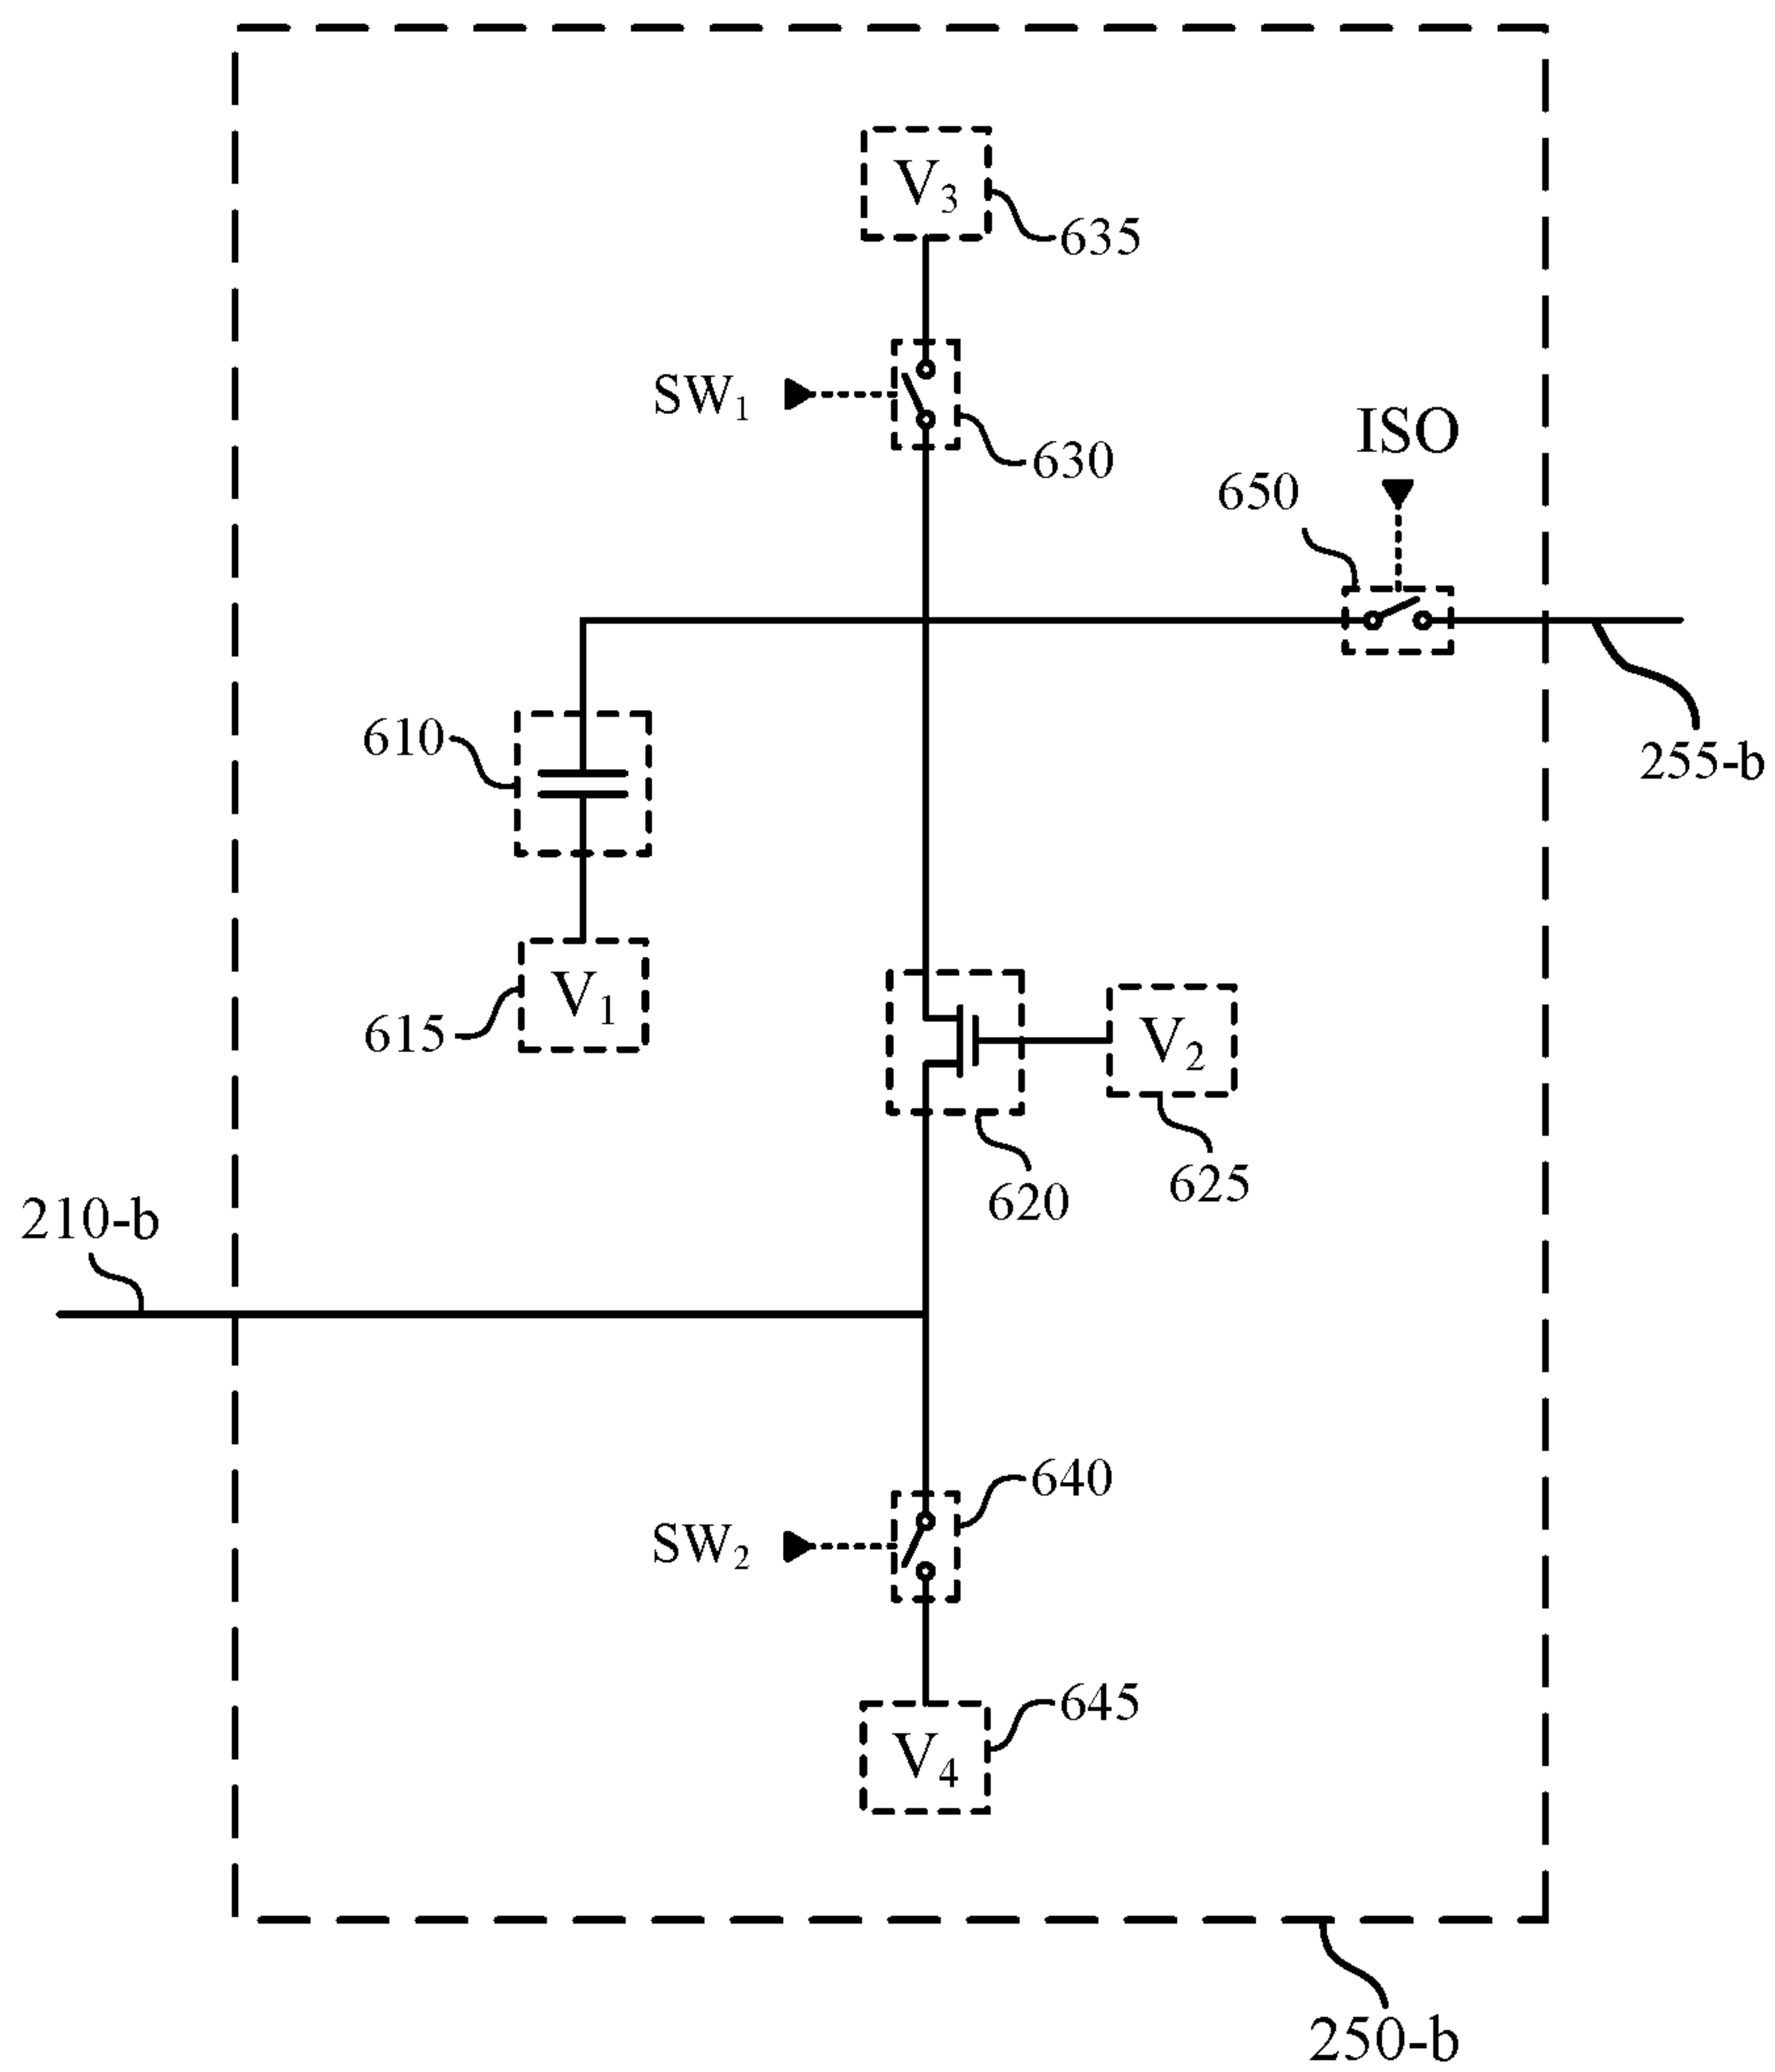 V₃
635
SW₁
630
ISO
650
255-b
610
V₁
615
V₂
625
620
210-b
640
SW₂
645
V₄
250-b